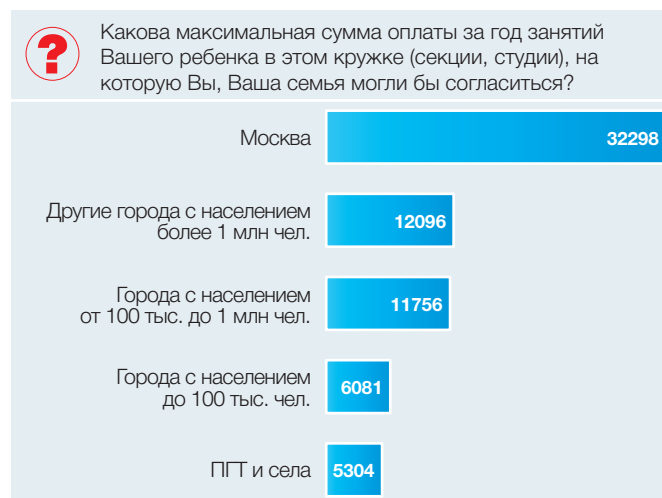 ?
Какова максимальная сумма оплаты за год занятий
Вашего ребенка в этом кружке (секции, студии), на
которую Вы, Ваша семья могли бы согласиться?
Москва 32298
Другие города с населением
более 1 млн чел. 12096
Города с населением
от 100 тыс. до 1 млн чел. 11756
Города с населением
до 100 тыс. чел. 6081
ПГТ и села 5304